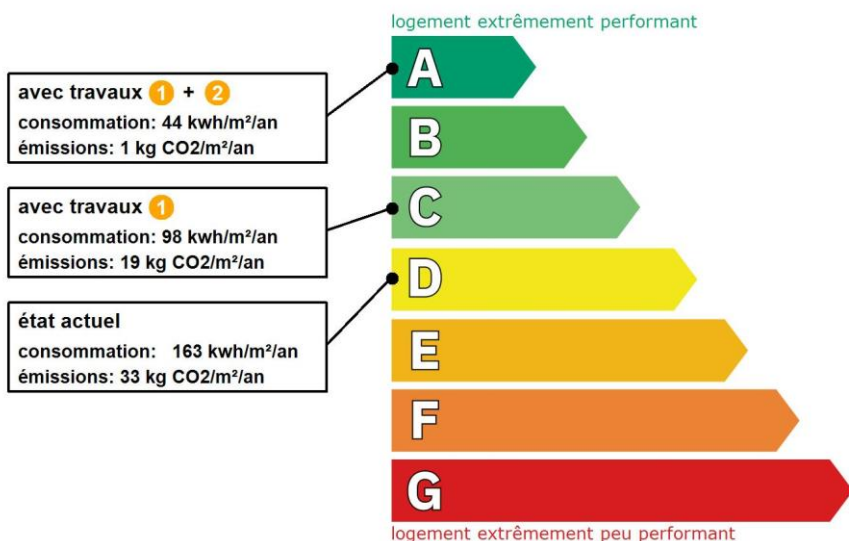 logement extrêmement performant
A
avec travaux 1 + 2
consommation: 44 kwh/m²/an
émissions: 1 kg CO2/m²/an
B
avec travaux 1
consommation: 98 kwh/m²/an
émissions: 19 kg CO2/m²/an
C
D
état actuel
consommation: 163 kwh/m²/an
émissions: 33 kg CO2/m²/an
E
F
G
logement extrêmement peu performant